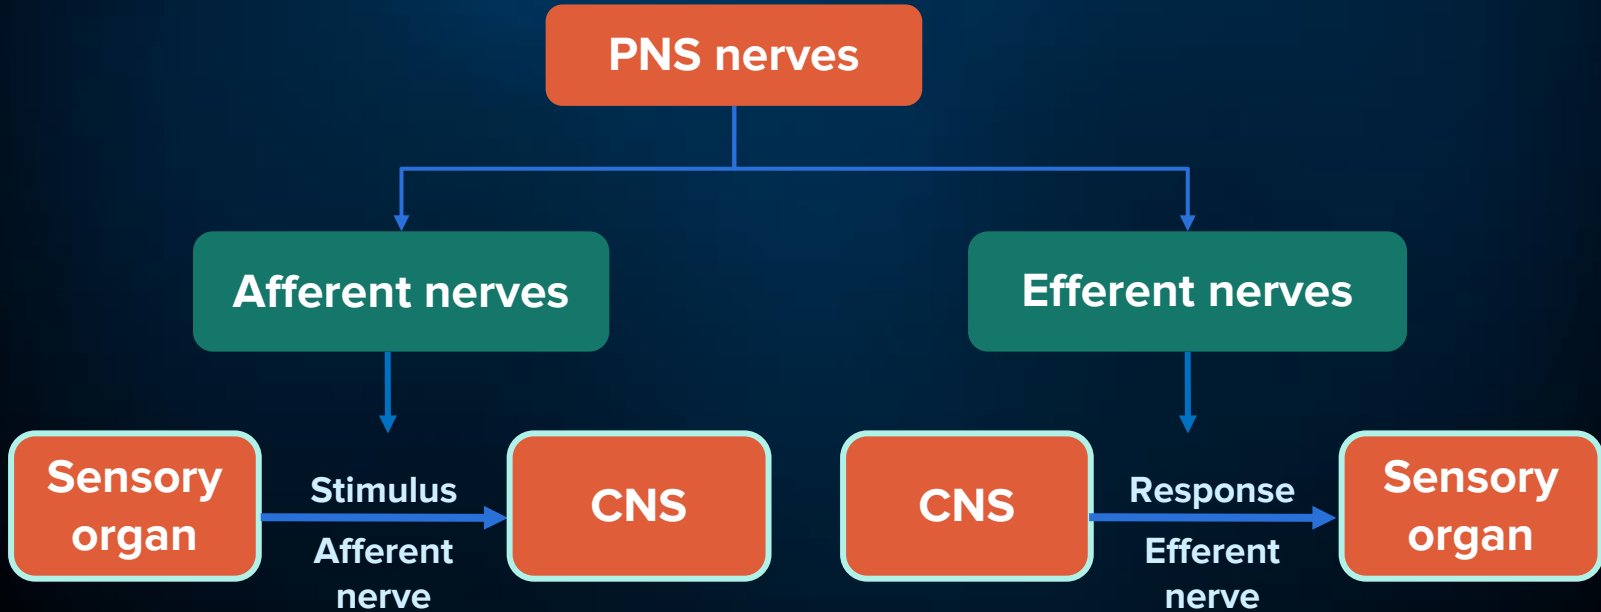 PNS nerves
Afferent nerves
Efferent nerves
Sensory
organ
Stimulus
Afferent
nerve
CNS
CNS
Response
Efferent
nerve
Sensory
organ